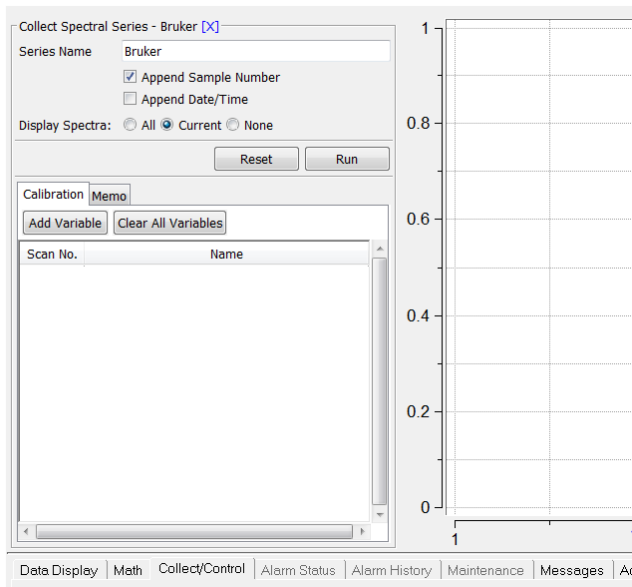 Collect Spectral Series - Bruker [X]
Series Name Bruker
Append Sample Number
Append Date/Time
Display Spectra: All Current None
Reset Run
Calibration Memo
Add Variable Clear All Variables
Scan No. Name
1
0.8
0.6
0.4
0.2
0
1
Data Display Math Collect/Control Alarm Status Alarm History Maintenance Messages